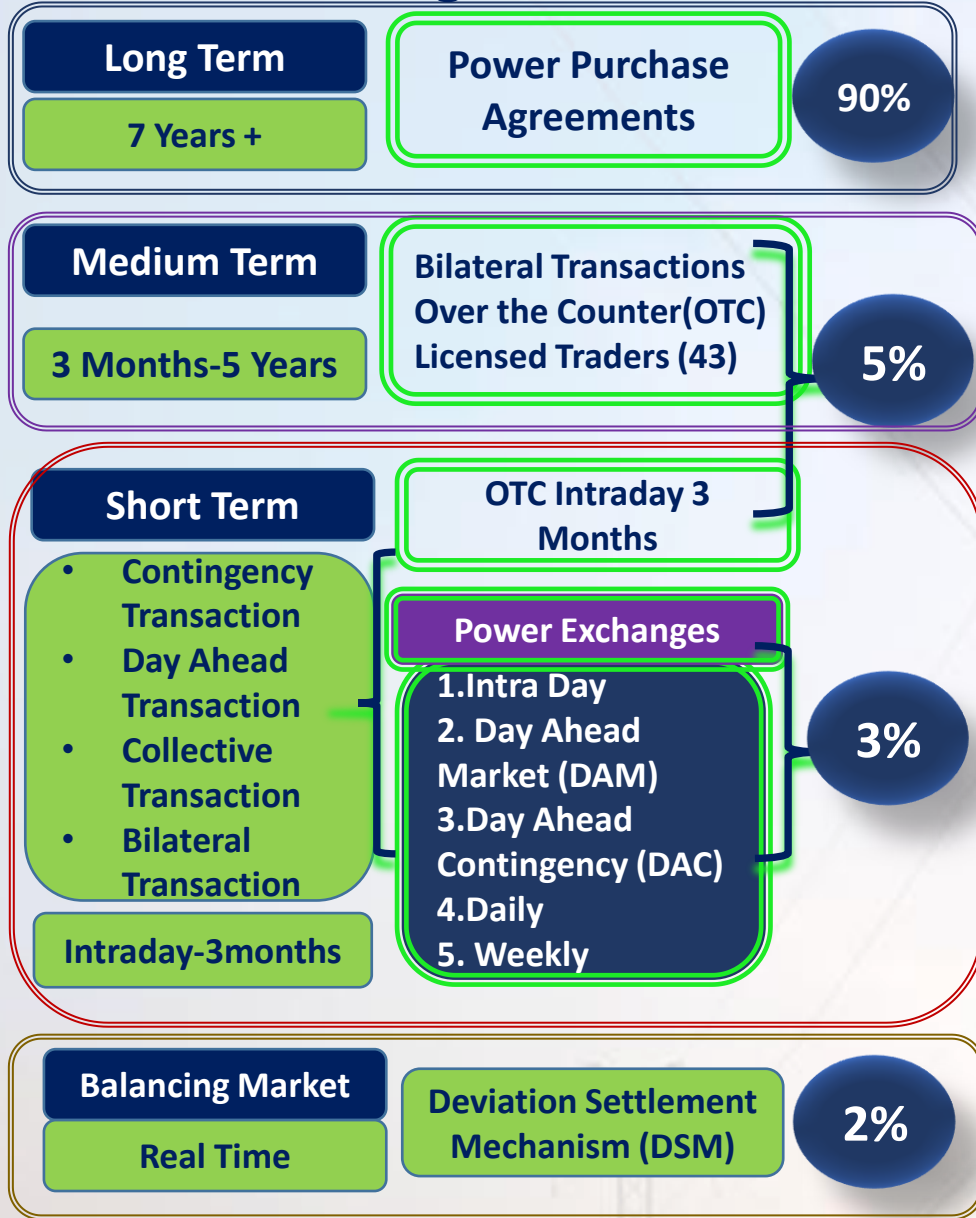 Long Term
7 Years +
Power Purchase
Agreements
90%
Medium Term
3 Months-5 Years
Bilateral Transactions
Over the Counter(OTC)
Licensed Traders (43)
5%
Short Term
• Contingency
Transaction
• Day Ahead
Transaction
• Collective
Transaction
• Bilateral
Transaction
Intraday-3months
OTC Intraday 3
Months
Power Exchanges
1.Intra Day
2. Day Ahead
Market (DAM)
3.Day Ahead
Contingency (DAC)
4.Daily
5. Weekly
3%
Balancing Market
Real Time
Deviation Settlement
Mechanism (DSM)
2%